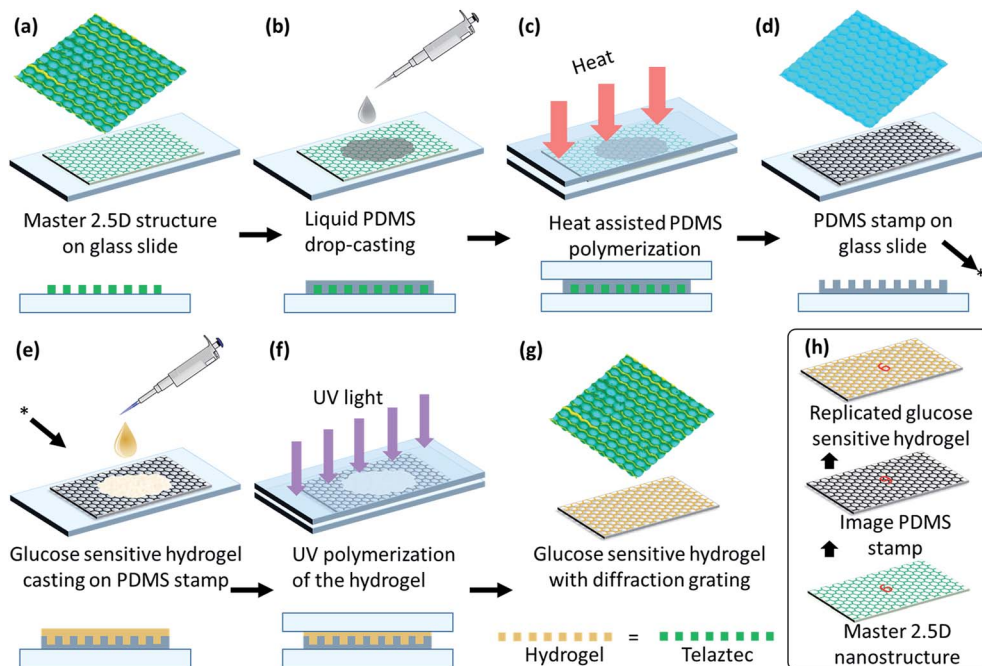 (a)
(b)
(c)
(d)
Heat
Master 2.5D structure
on glass slide
Liquid PDMS
drop-casting
Heat assisted PDMS
polymerization
PDMS stamp on
glass slide
*
(e)
(f)
(g)
(h)
*
UV light
6
Replicated glucose
sensitive hydrogel
Image PDMS
stamp
6
Master 2.5D
nanostructure
Glucose sensitive hydrogel
casting on PDMS stamp
UV polymerization
of the hydrogel
Glucose sensitive hydrogel
with diffraction grating
=
Hydrogel
Telaztec